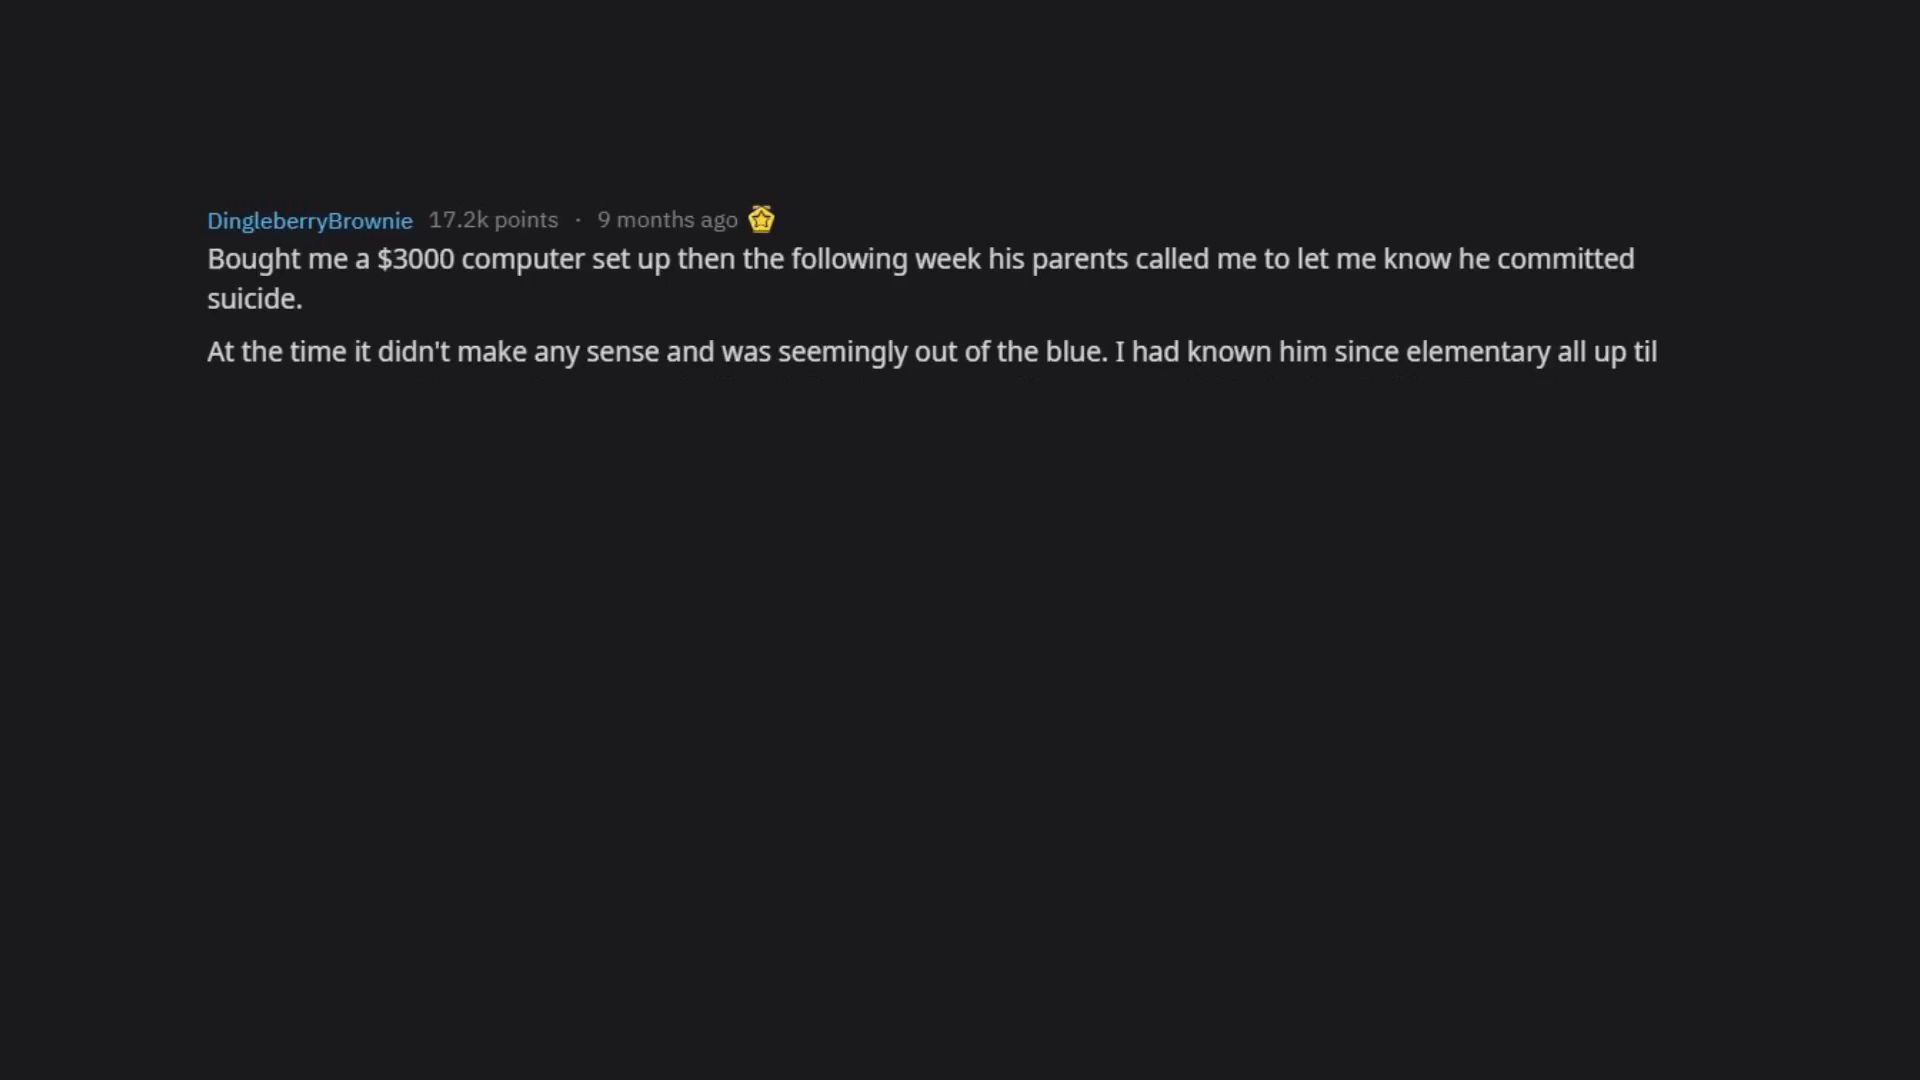 DingleberryBrownie 17.2k points · 9 months ago
Bought me a $3000 computer set up then the following week his parents called me to let me know he committed
suicide.
At the time it didn't make any sense and was seemingly out of the blue. I had known him since elementary all up til